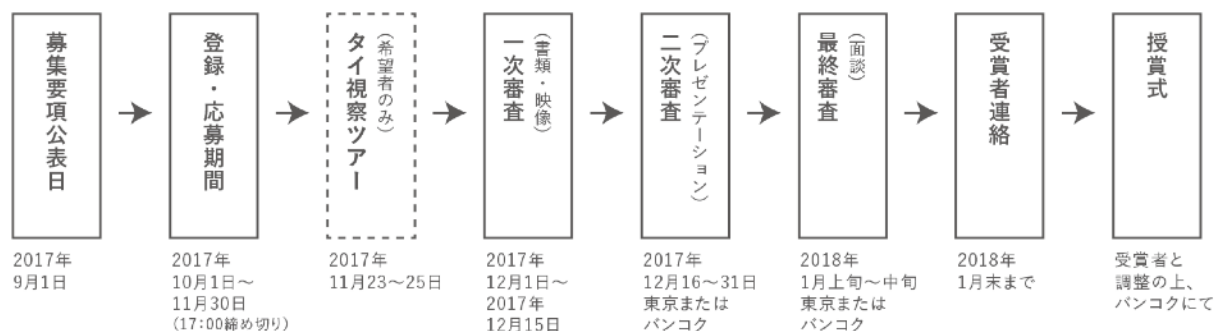 募集要項公表日
2017年
9月1日
登録・応募期間
2017年
10月1日～
11月30日
(17:00締め切り)
タイ視察ツアー
(希望者のみ)
2017年
11月23～25日
一次審査
(書類・映像)
2017年
12月1日～
2017年
12月15日
二次審査
(プレゼンテーション)
2017年
12月16～31日
東京または
バンコク
最終審査
(面談)
2018年
1月上旬～中旬
東京または
バンコク
受賞者連絡
2018年
1月末まで
授賞式
受賞者と
調整の上、
バンコクにて